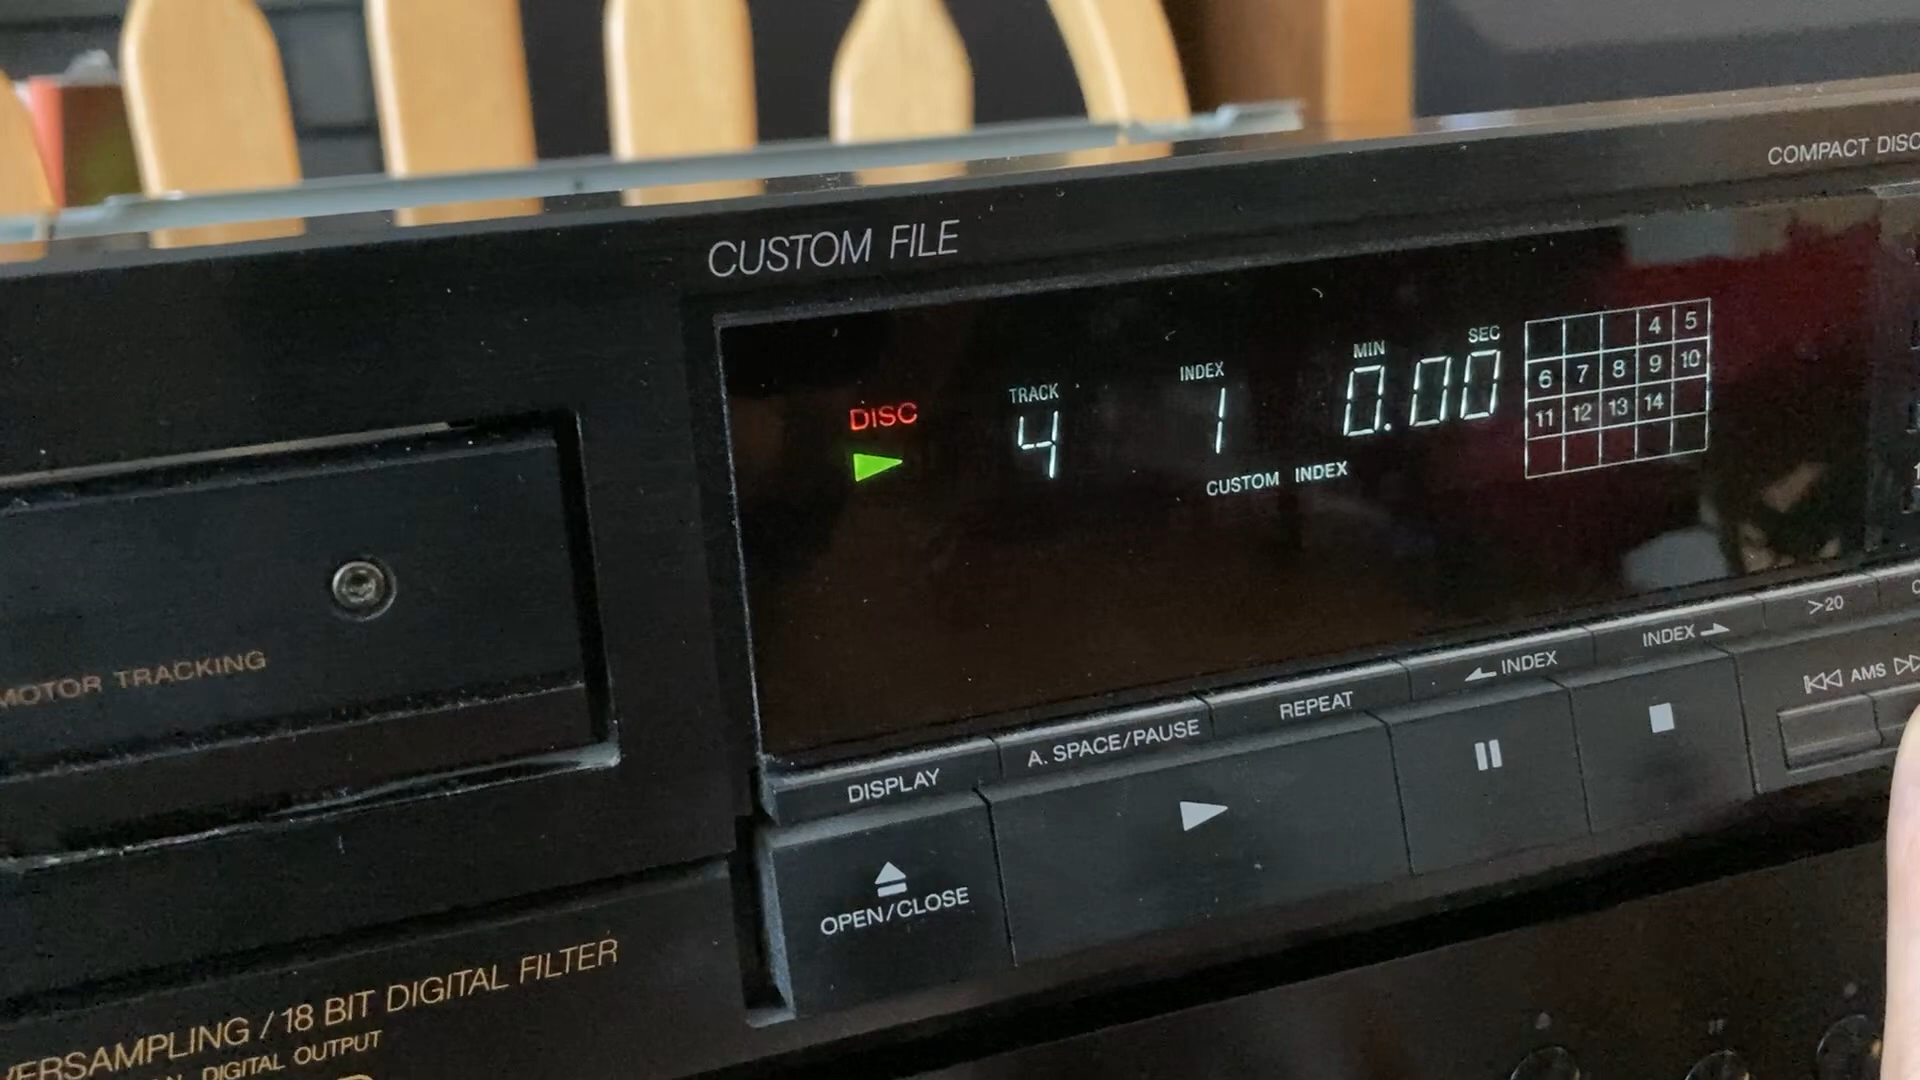 COMPACT DISC
CUSTOM FILE
DISC
TRACK
4
INDEX
1
MIN SEC
0.00
CUSTOM INDEX
4 5
6 7 8 9 10
11 12 13 14
MOTOR TRACKING
DISPLAY
A. SPACE/PAUSE
REPEAT
INDEX
INDEX
>20
AMS
OPEN/CLOSE
VERSAMPLING / 18 BIT DIGITAL FILTER
DIGITAL OUTPUT